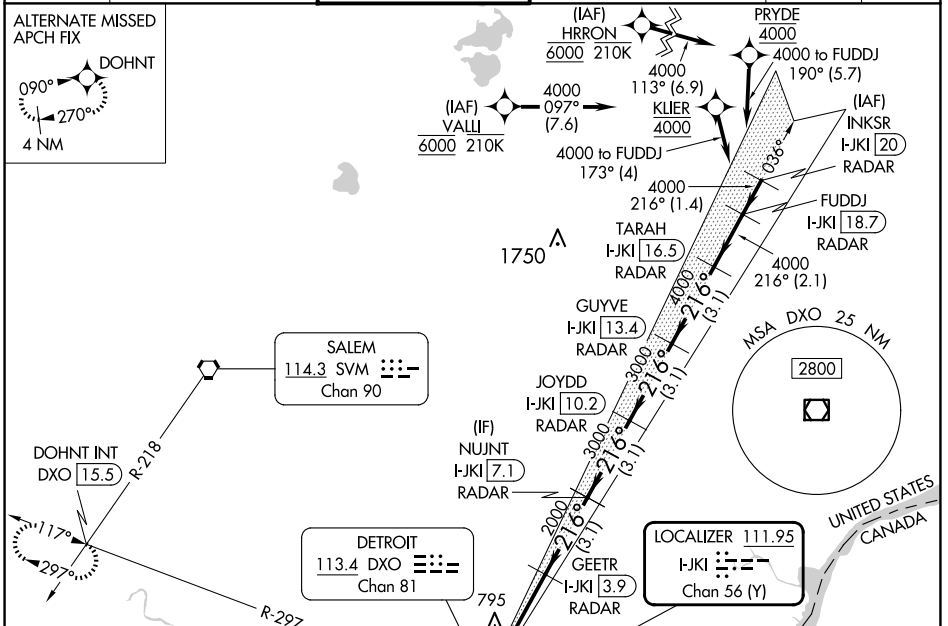 ALTERNATE MISSED
APCH FIX
DOHNT
090°
270°
4 NM
(IAF)
HRRON
6000 210K
4000
113° (6.9)
PRYDE
4000
4000 to FUDDJ
190° (5.7)
(IAF)
VALLI
6000 210K
4000
097°
(7.6)
KLIER
4000
4000 to FUDDJ
173° (4)
(IAF)
INKSR
I-JKI 20
RADAR
036°
4000
216° (1.4)
FUDDJ
I-JKI 18.7
RADAR
TARAH
I-JKI 16.5
RADAR
4000
216° (2.1)
1750
4000
216°
(3.1)
GUYVE
I-JKI 13.4
RADAR
3000
216°
(3.1)
MSA DXO 25 NM
2800
SALEM
114.3 SVM
Chan 90
JOYDD
I-JKI 10.2
RADAR
3000
216°
(3.1)
(IF)
NUJNT
I-JKI 7.1
RADAR
2000
216°
(3.1)
R-218
DOHNT INT
DXO 15.5
117°
297°
R-297
DETROIT
113.4 DXO
Chan 81
795
GEETR
I-JKI 3.9
RADAR
LOCALIZER 111.95
I-JKI
Chan 56 (Y)
UNITED STATES
CANADA